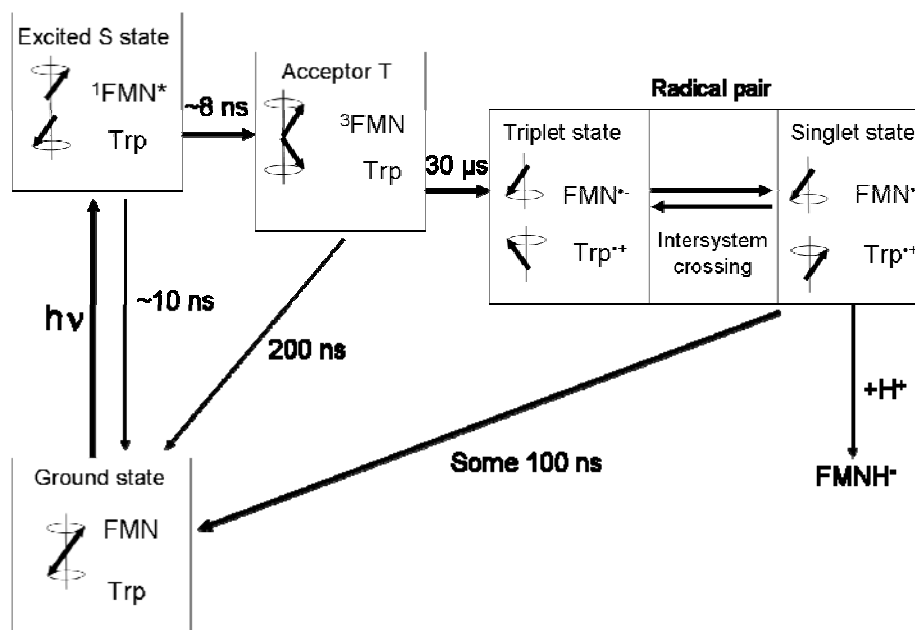 Excited S state
¹FMN*
Trp
~8 ns
Acceptor T
³FMN
Trp
30 µs
Radical pair
Triplet state
FMN•-
Trp•+
Intersystem
crossing
Singlet state
FMN•
Trp•+
hν
~10 ns
200 ns
Some 100 ns
+H⁺
FMNH•
Ground state
FMN
Trp